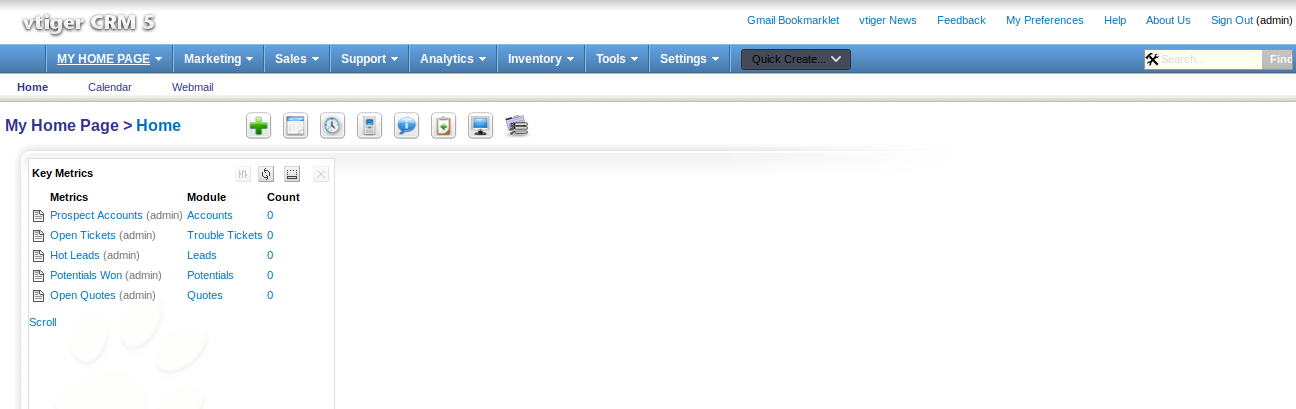 vtiger CRM 5
Gmail Bookmarklet vtiger News Feedback My Preferences Help About Us Sign Out (admin)
MY HOME PAGE Marketing Sales Support Analytics Inventory Tools Settings Quick Create... Search... Find
Home Calendar Webmail
My Home Page > Home
Key Metrics
Metrics Module Count
Prospect Accounts (admin) Accounts 0
Open Tickets (admin) Trouble Tickets 0
Hot Leads (admin) Leads 0
Potentials Won (admin) Potentials 0
Open Quotes (admin) Quotes 0
Scroll